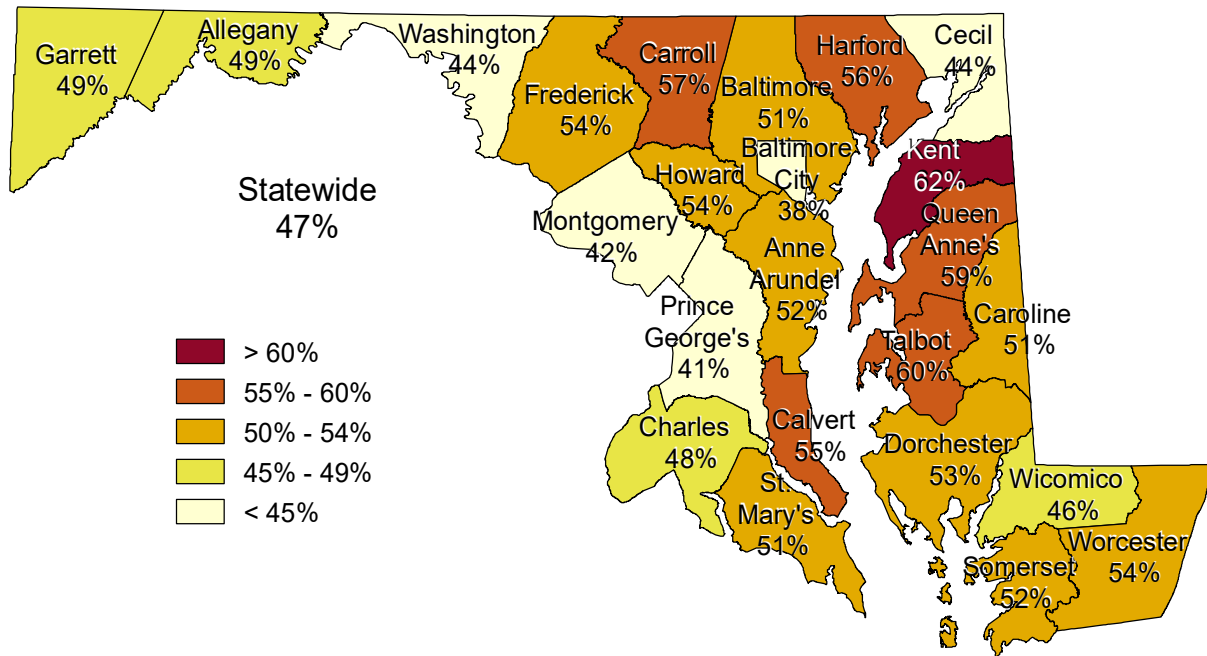 Garrett
49%
Allegany
49%
Washington
44%
Frederick
54%
Carroll
57%
Baltimore
51%
Harford
56%
Cecil
44%
Baltimore
City
38%
Kent
62%
Howard
54%
Montgomery
42%
Queen
Anne's
59%
Anne
Arundel
52%
Prince
George's
41%
Talbot
60%
Caroline
51%
Charles
48%
Calvert
55%
St.
Mary's
51%
Dorchester
53%
Wicomico
46%
Somerset
52%
Worcester
54%
Statewide
47%
> 60%
55% - 60%
50% - 54%
45% - 49%
< 45%